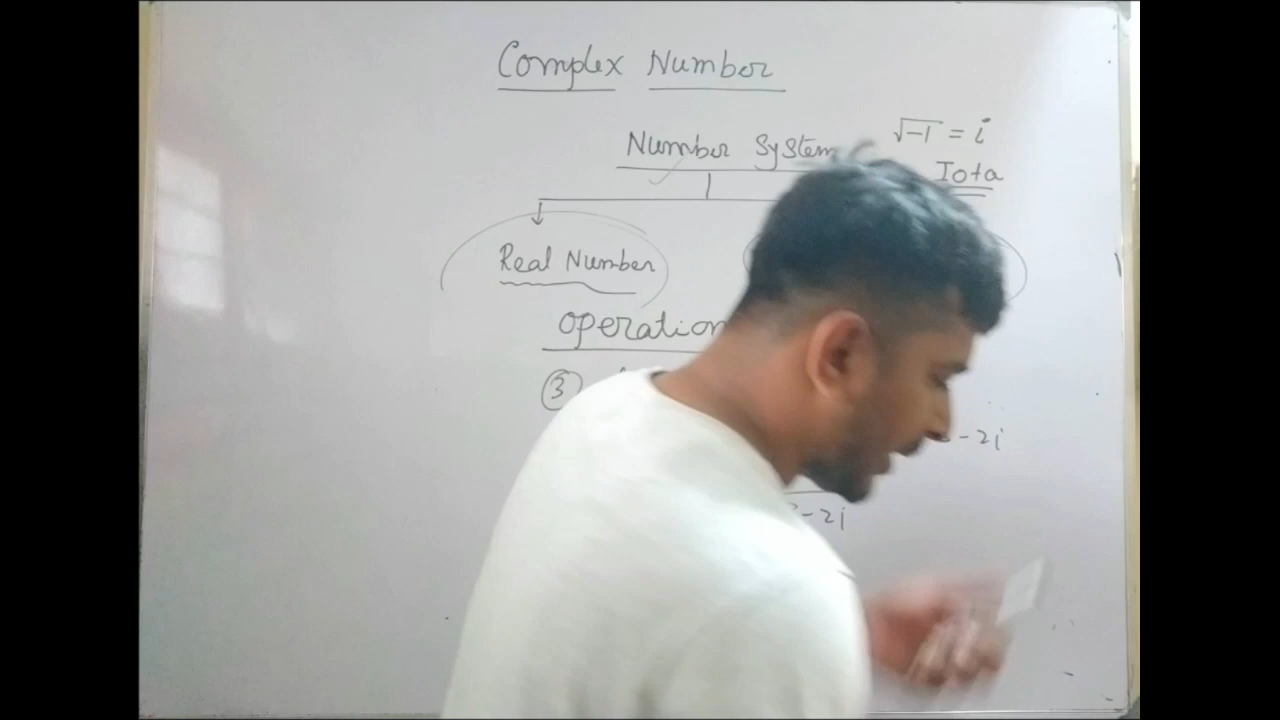 Complex Number
Number System
√-1 = i
Iota
Real Number
Operation
3
-2i
-2i